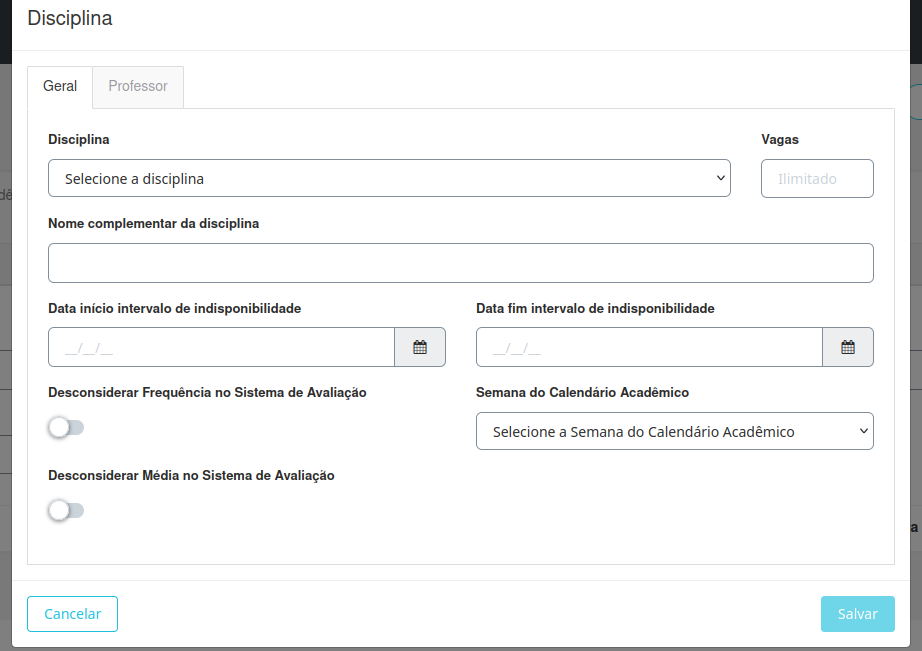 Disciplina
Geral Professor
Disciplina Vagas
Selecione a disciplina Ilimitado
Nome complementar da disciplina
Data início intervalo de indisponibilidade Data fim intervalo de indisponibilidade
__/__/__ __/__/__
Desconsiderar Frequência no Sistema de Avaliação Semana do Calendário Acadêmico
Selecione a Semana do Calendário Acadêmico
Desconsiderar Média no Sistema de Avaliação
Cancelar Salvar